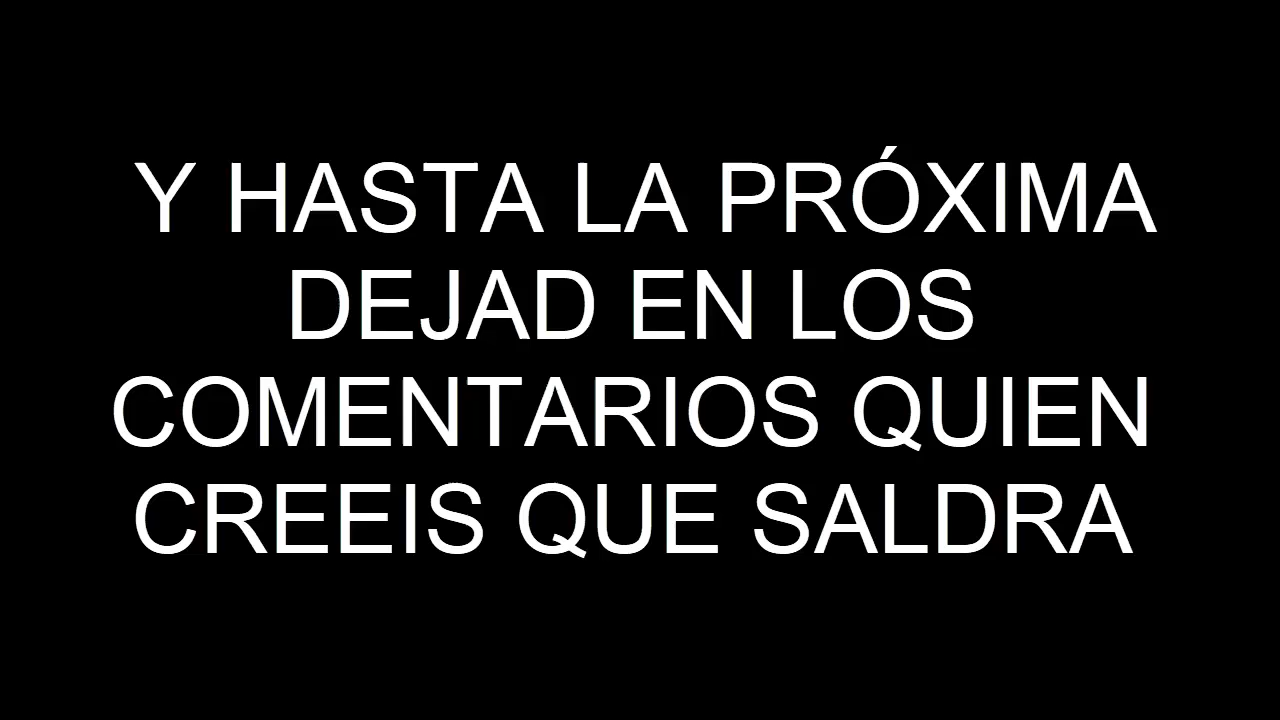 Y HASTA LA PRÓXIMA
DEJAD EN LOS
COMENTARIOS QUIEN
CREEIS QUE SALDRA